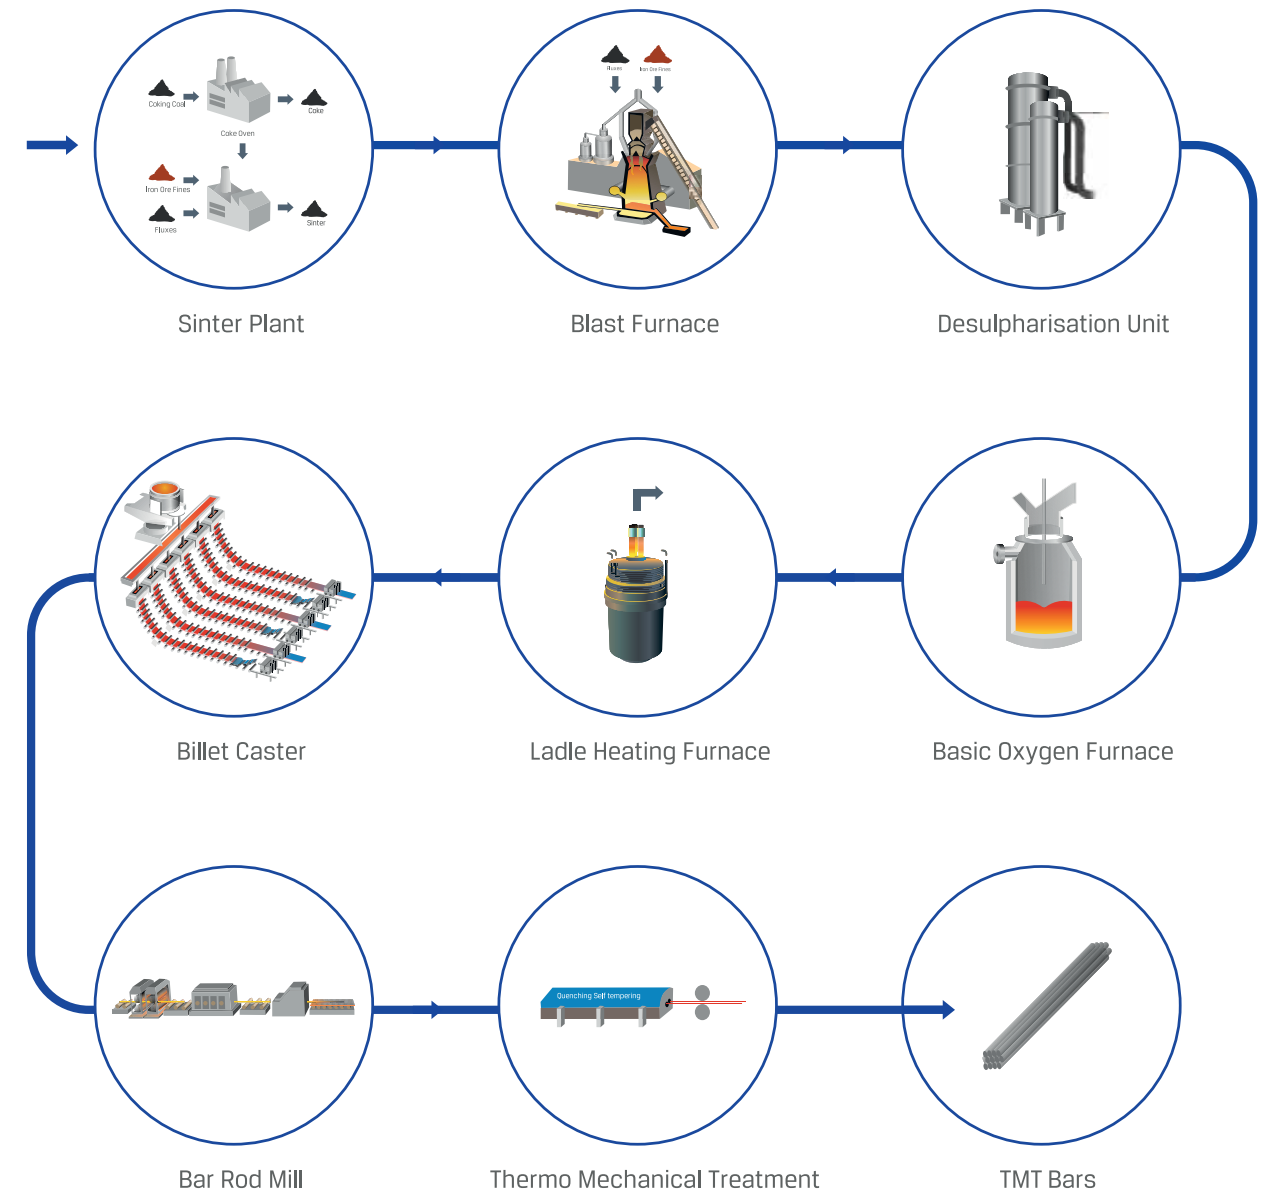 Coking Coal
Coke
Coke Oven
Iron Ore Fines
Fluxes
Sinter
Sinter Plant
Fluxes
Iron Ore Fines
Blast Furnace
Desulpharisation Unit
Billet Caster
Ladle Heating Furnace
Basic Oxygen Furnace
Bar Rod Mill
Quenching Self tempering
Thermo Mechanical Treatment
TMT Bars